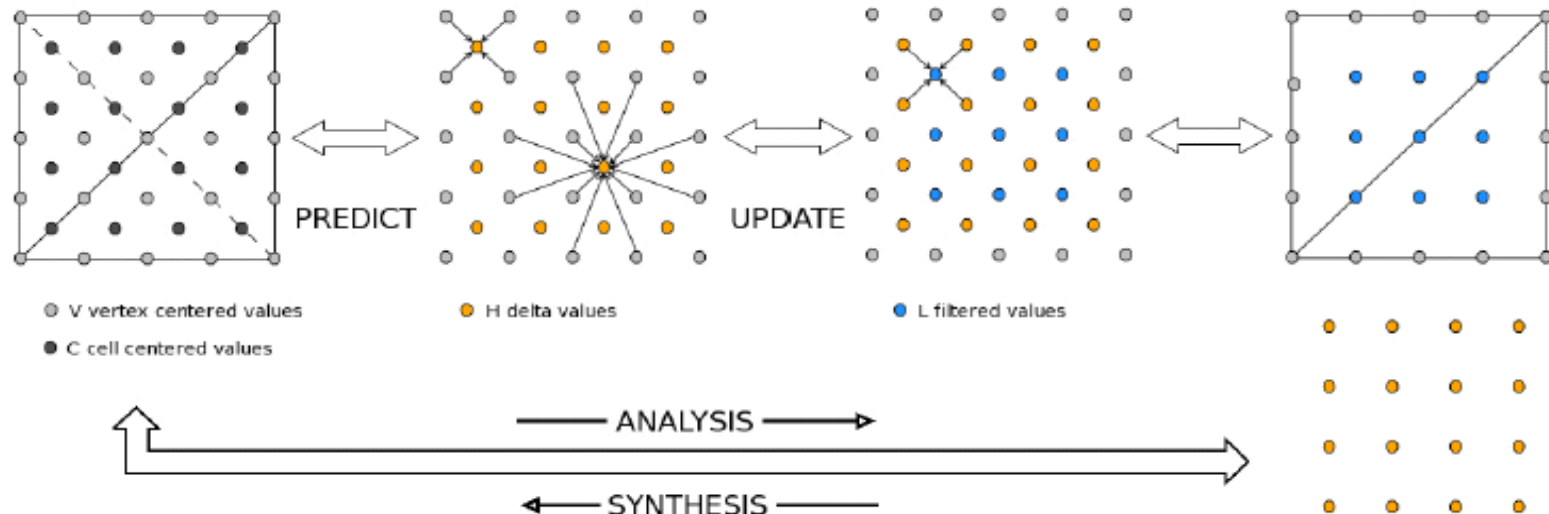 PREDICT
UPDATE
V vertex centered values
H delta values
L filtered values
C cell centered values
ANALYSIS
SYNTHESIS